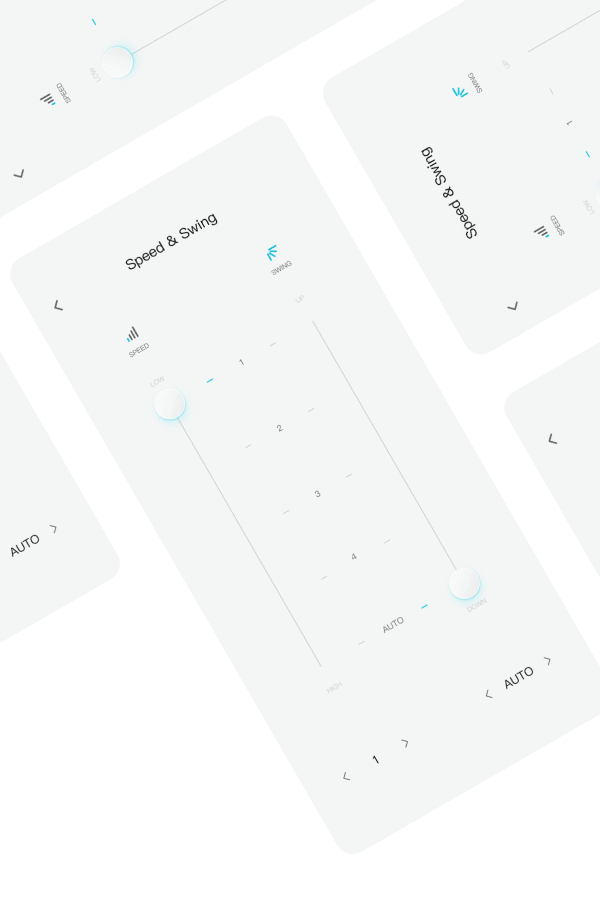 SPEED
LOW
Speed & Swing
SWING
UP
SPEED
LOW
1
2
3
4
AUTO
DOWN
HIGH
1
AUTO
AUTO
SWING
UP
1
Speed & Swing
SPEED
LOW